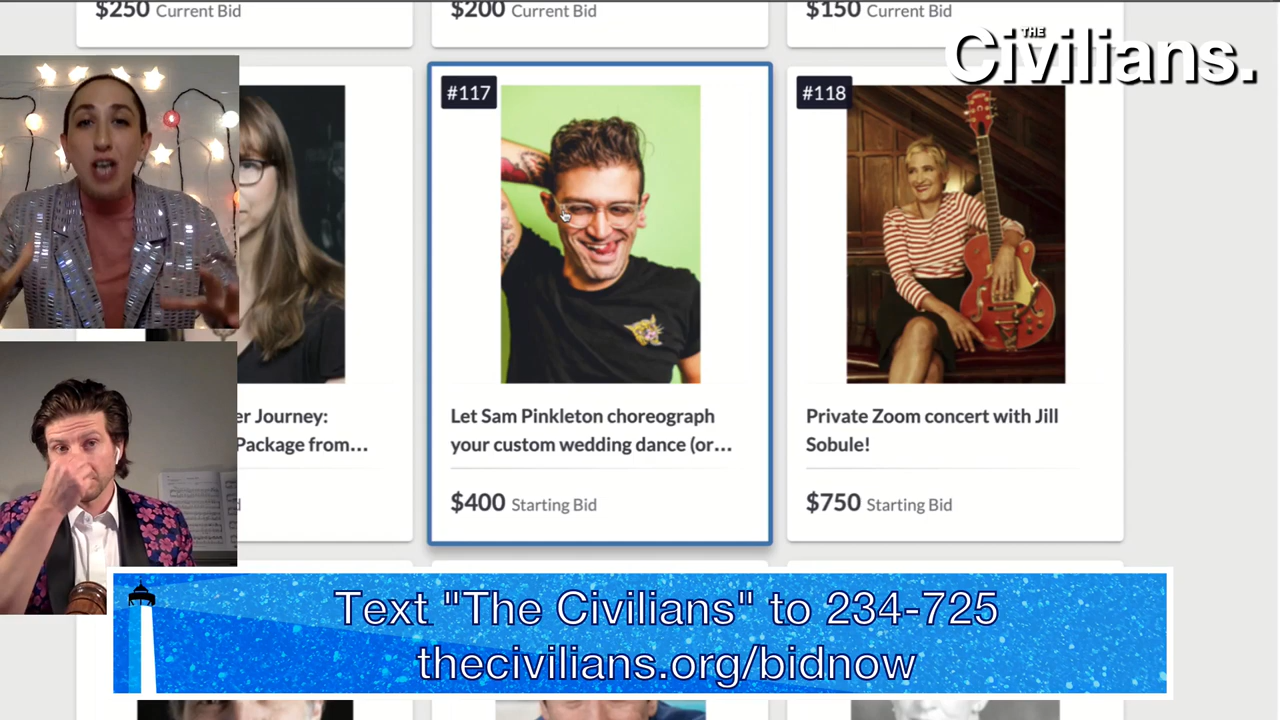 $250 Current Bid
$200 Current Bid
$150 Current Bid
THE
Civilians.
#117
#118
er Journey:
Package from...
Let Sam Pinkleton choreograph
your custom wedding dance (or...
Private Zoom concert with Jill
Sobule!
d
$400 Starting Bid
$750 Starting Bid
Text "The Civilians" to 234-725
thecivilians.org/bidnow